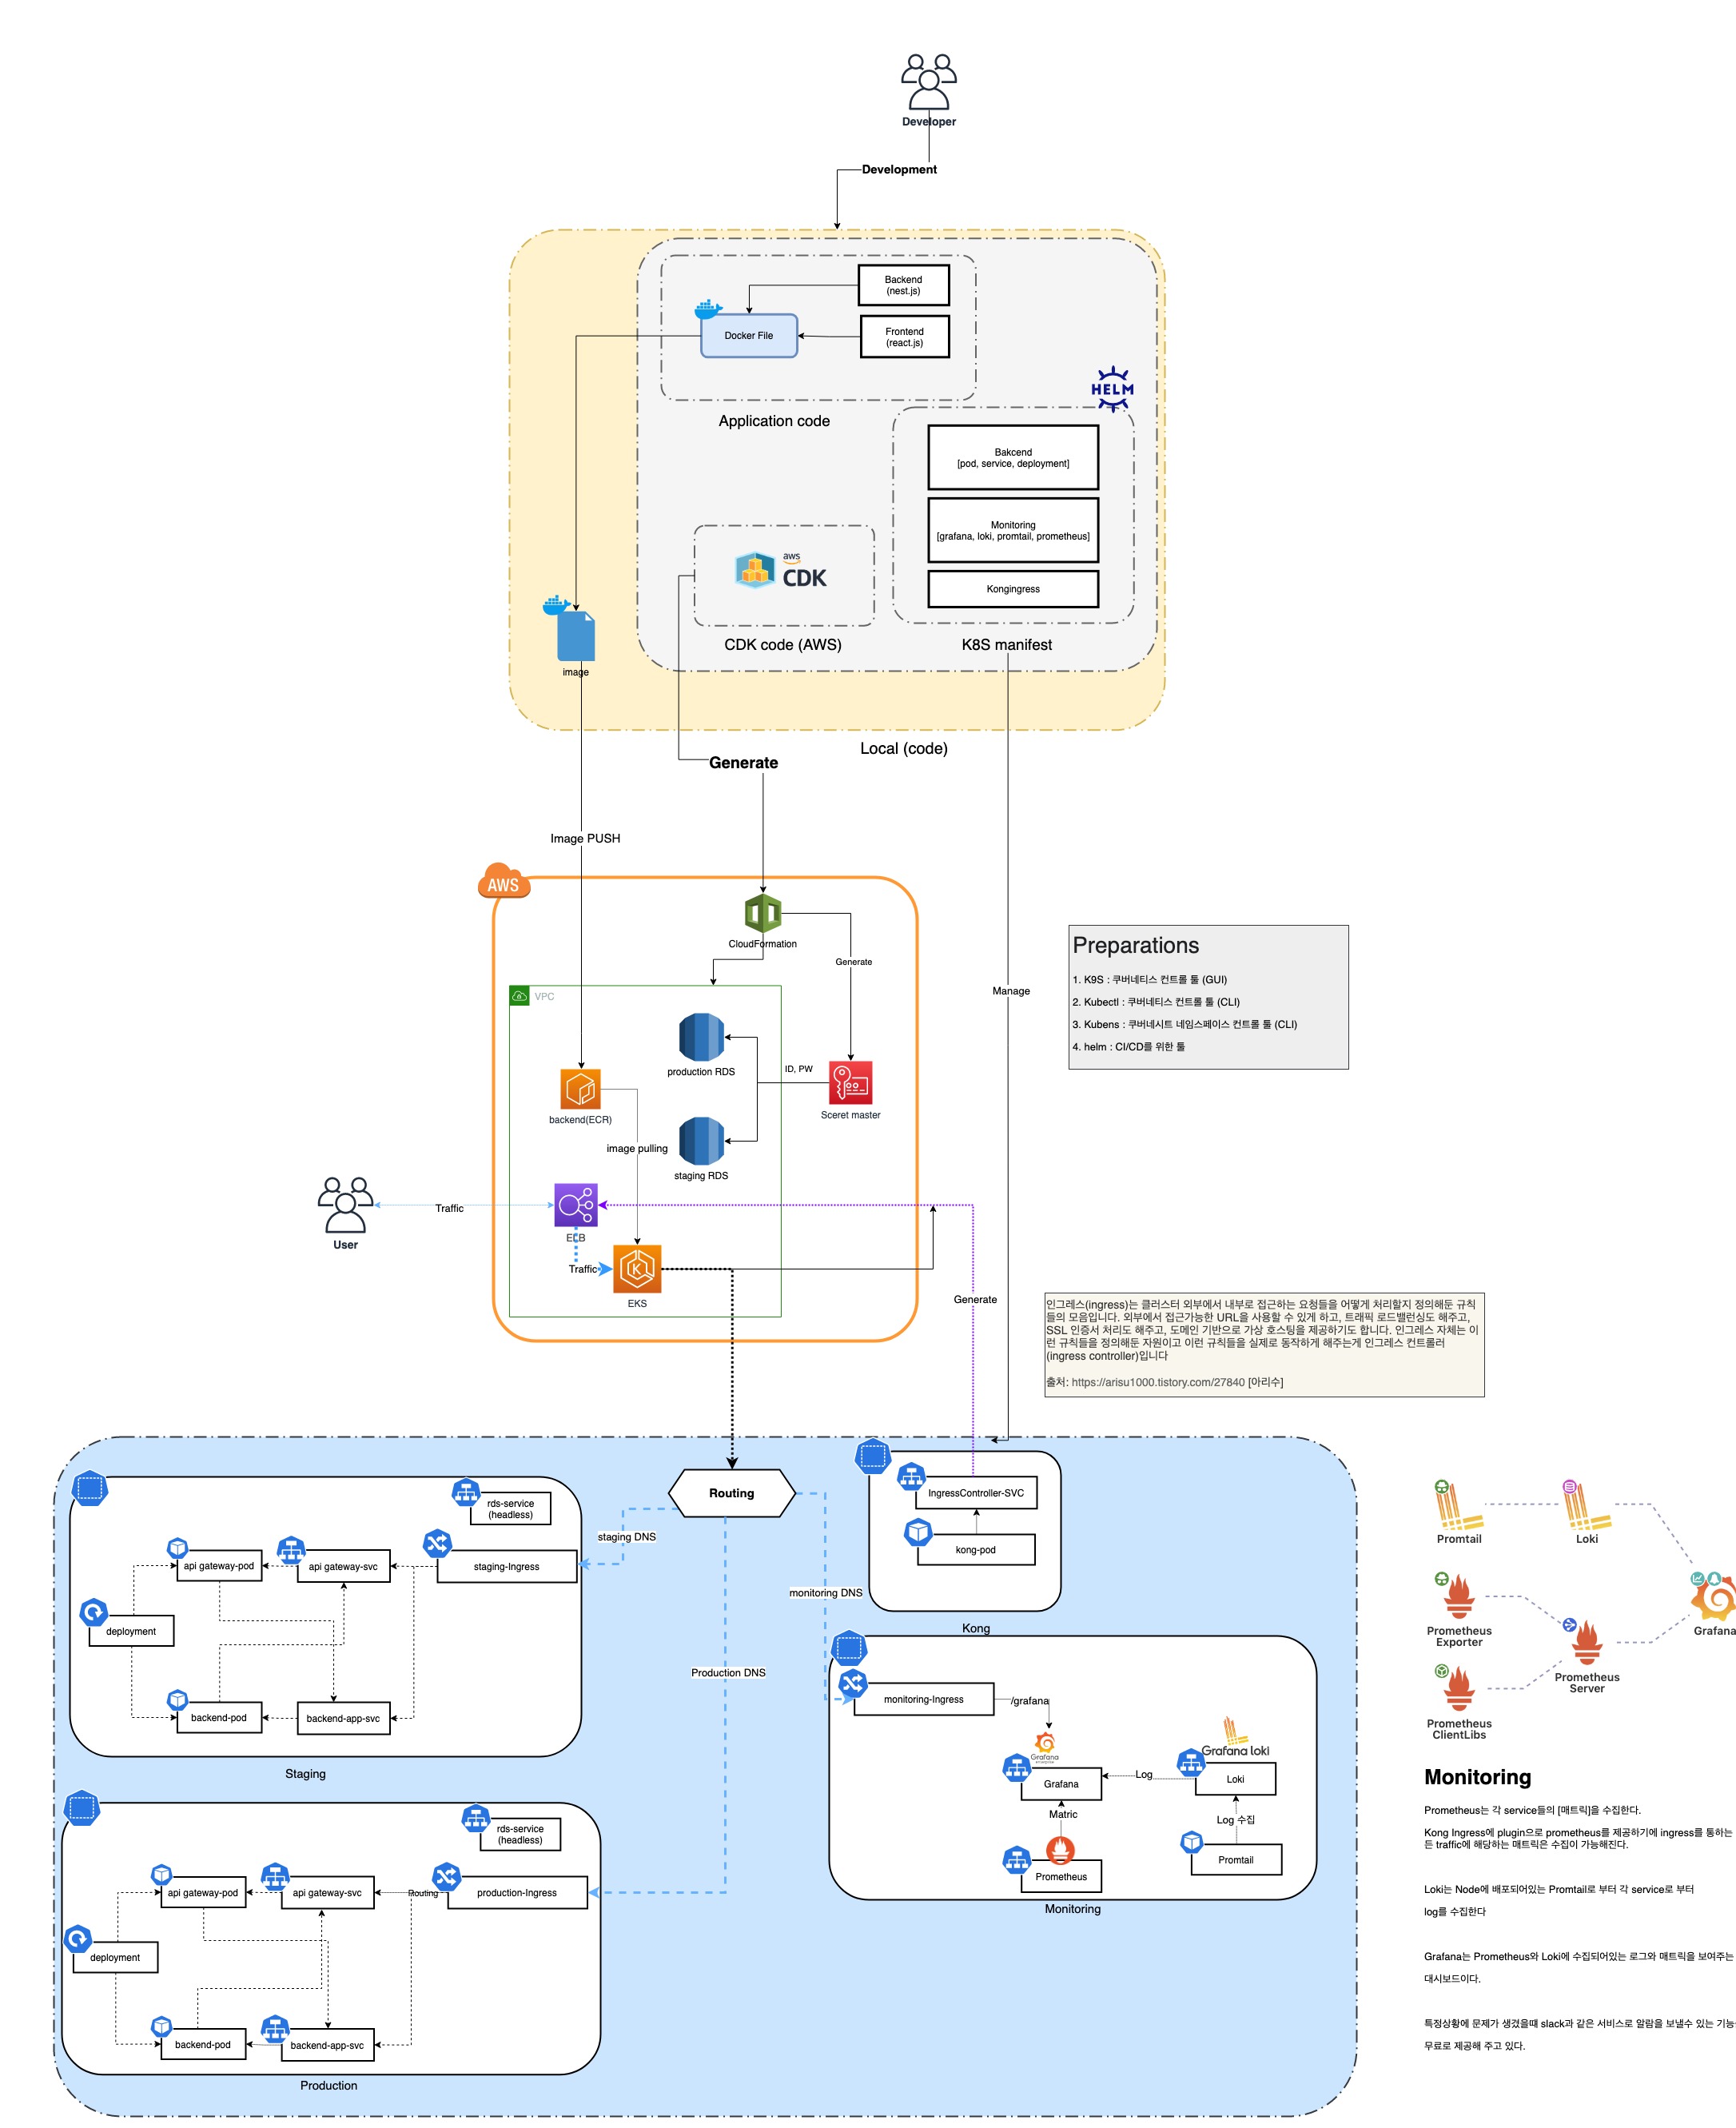 Developer
Development
Backend
(nest.js)
Docker File
Frontend
(react.js)
HELM
Application code
Bakcend
[pod, service, deployment]
Monitoring
[grafana, loki, promtail, prometheus]
Kongingress
aws
CDK
CDK code (AWS)
K8S manifest
image
Local (code)
Generate
Image PUSH
AWS
CloudFormation
Generate
VPC
Manage
Preparations
1. K9S : 쿠버네티스 컨트롤 툴 (GUI)
2. Kubectl : 쿠버네티스 컨트롤 툴 (CLI)
3. Kubens : 쿠버네시트 네임스페이스 컨트롤 툴 (CLI)
4. helm : CI/CD를 위한 툴
production RDS
ID, PW
Sceret master
backend(ECR)
image pulling
staging RDS
Traffic
User
ELB
Traffic
EKS
Generate
인그레스(ingress)는 클러스터 외부에서 내부로 접근하는 요청들을 어떻게 처리할지 정의해둔 규칙
들의 모음입니다. 외부에서 접근가능한 URL을 사용할 수 있게 하고, 트래픽 로드밸런싱도 해주고,
SSL 인증서 처리도 해주고, 도메인 기반으로 가상 호스팅을 제공하기도 합니다. 인그레스 자체는 이
런 규칙들을 정의해둔 자원이고 이런 규칙들을 실제로 동작하게 해주는게 인그레스 컨트롤러
(ingress controller)입니다
출처: https://arisu1000.tistory.com/27840 [아리수]
Routing
IngressController-SVC
kong-pod
Kong
rds-service
(headless)
staging DNS
api gateway-pod
api gateway-svc
staging-Ingress
deployment
backend-pod
backend-app-svc
Staging
monitoring DNS
Production DNS
monitoring-Ingress
/grafana
Grafana
Grafana loki
Grafana
Log
Loki
Matric
Log 수집
Prometheus
Promtail
Monitoring
rds-service
(headless)
api gateway-pod
api gateway-svc
Routing
production-Ingress
deployment
backend-pod
backend-app-svc
Production
Promtail
Loki
Prometheus
Exporter
Grafana
Prometheus
Server
Prometheus
ClientLibs
Monitoring
Prometheus는 각 service들의 [매트릭]을 수집한다.
Kong Ingress에 plugin으로 prometheus를 제공하기에 ingress를 통하는
든 traffic에 해당하는 매트릭은 수집이 가능해진다.
Loki는 Node에 배포되어있는 Promtail로 부터 각 service로 부터
log를 수집한다
Grafana는 Prometheus와 Loki에 수집되어있는 로그와 매트릭을 보여주는
대시보드이다.
특정상황에 문제가 생겼을때 slack과 같은 서비스로 알람을 보낼수 있는 기능
무료로 제공해 주고 있다.